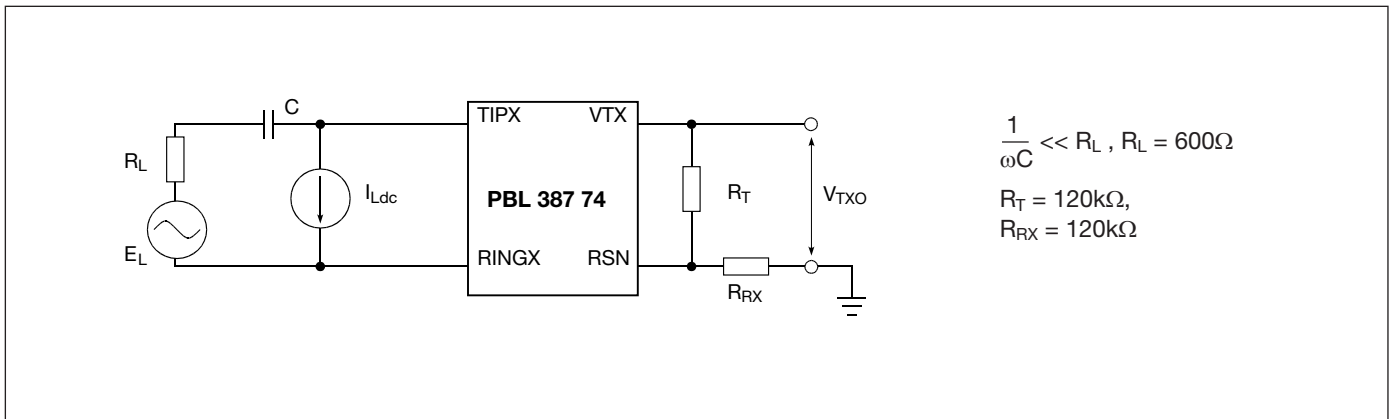 C
TIPX VTX
R_L
I_Ldc
PBL 387 74
R_T
V_TXO
E_L
RINGX RSN
R_RX
1
ωC << R_L , R_L = 600Ω
R_T = 120kΩ,
R_RX = 120kΩ